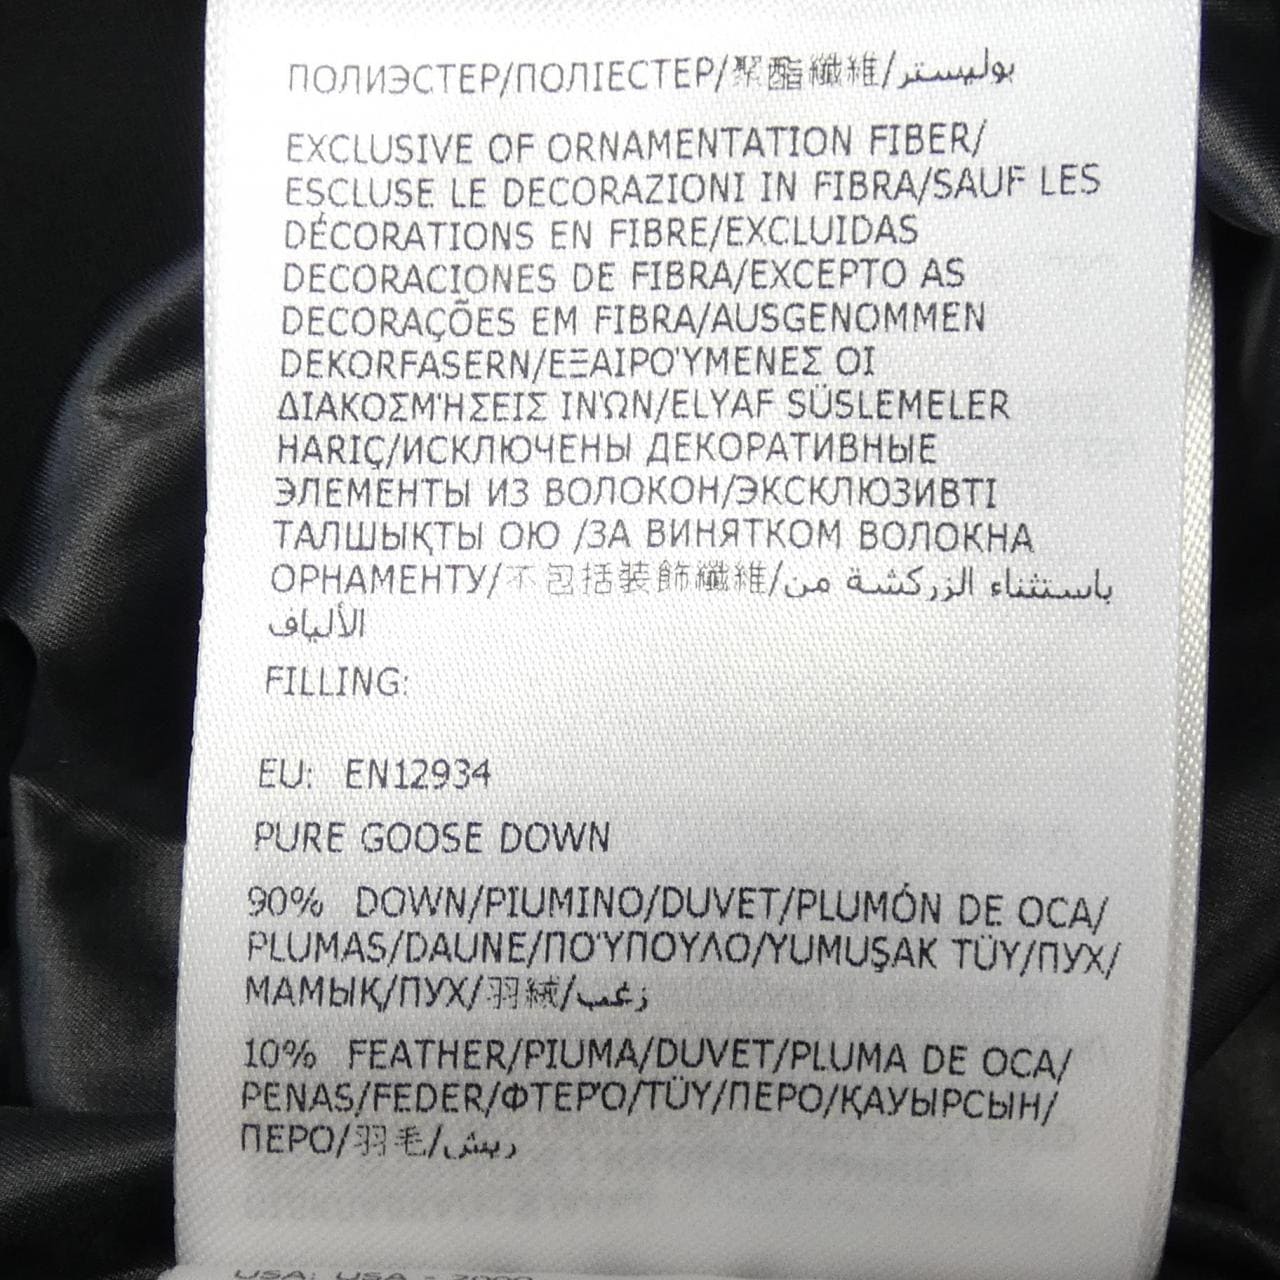 ПОЛИЭСТЕР/ПОЛІЕСТЕР/聚酯纖維/بوليستر
EXCLUSIVE OF ORNAMENTATION FIBER/
ESCLUSE LE DECORAZIONI IN FIBRA/SAUF LES
DÉCORATIONS EN FIBRE/EXCLUIDAS
DECORACIONES DE FIBRA/EXCEPTO AS
DECORAÇÕES EM FIBRA/AUSGENOMMEN
DEKORFASERN/ΕΞΑΙΡΟΎΜΕΝΕΣ ΟΙ
ΔΙΑΚΟΣΜΉΣΕΙΣ ΙΝΏΝ/ELYAF SÜSLEMELER
HARIÇ/ИСКЛЮЧЕНЫ ДЕКОРАТИВНЫЕ
ЭЛЕМЕНТЫ ИЗ ВОЛОКОН/ЭКСКЛЮЗИВТІ
ТАЛШЫҚТЫ ОЮ /ЗА ВИНЯТКОМ ВОЛОКНА
ОРНАМЕНТУ/不包括装飾纖維/باستثناء الزركشة من
الألياف
FILLING:
EU: EN12934
PURE GOOSE DOWN
90% DOWN/PIUMINO/DUVET/PLUMÓN DE OCA/
PLUMAS/DAUNE/ΠΟΎΠΟΥΛΟ/YUMUŞAK TÜY/ПУХ/
МАМЫҚ/ПУХ/羽絨/زغب
10% FEATHER/PIUMA/DUVET/PLUMA DE OCA/
PENAS/FEDER/ΦΤΕΡΌ/TÜY/ПЕРО/ҚАУЫРСЫН/
ПЕРО/羽毛/ريش